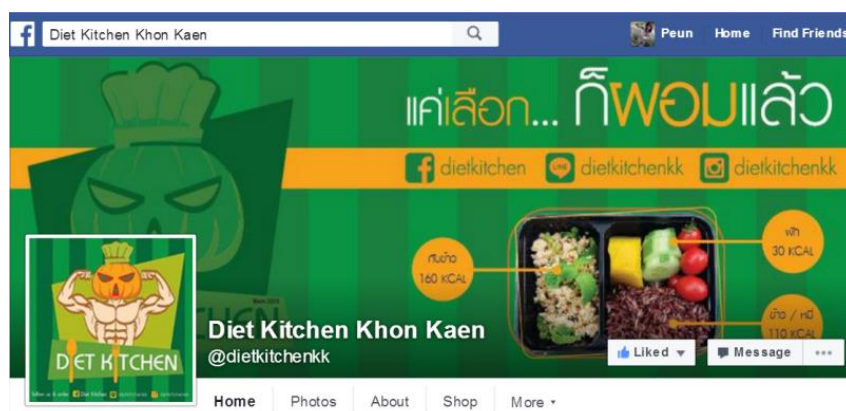 Diet Kitchen Khon Kaen
Peun Home Find Friends
แค่เลือก... ก็ผอมแล้ว
dietkitchen dietkitchenkk dietkitchenkk
ผัก
30 KCAL
กับข้าว
160 KCAL
ข้าว / หมี่
110 KCAL
DIET KITCHEN
Diet Kitchen Khon Kaen
@dietkitchenkk
Liked Message
Home Photos About Shop More